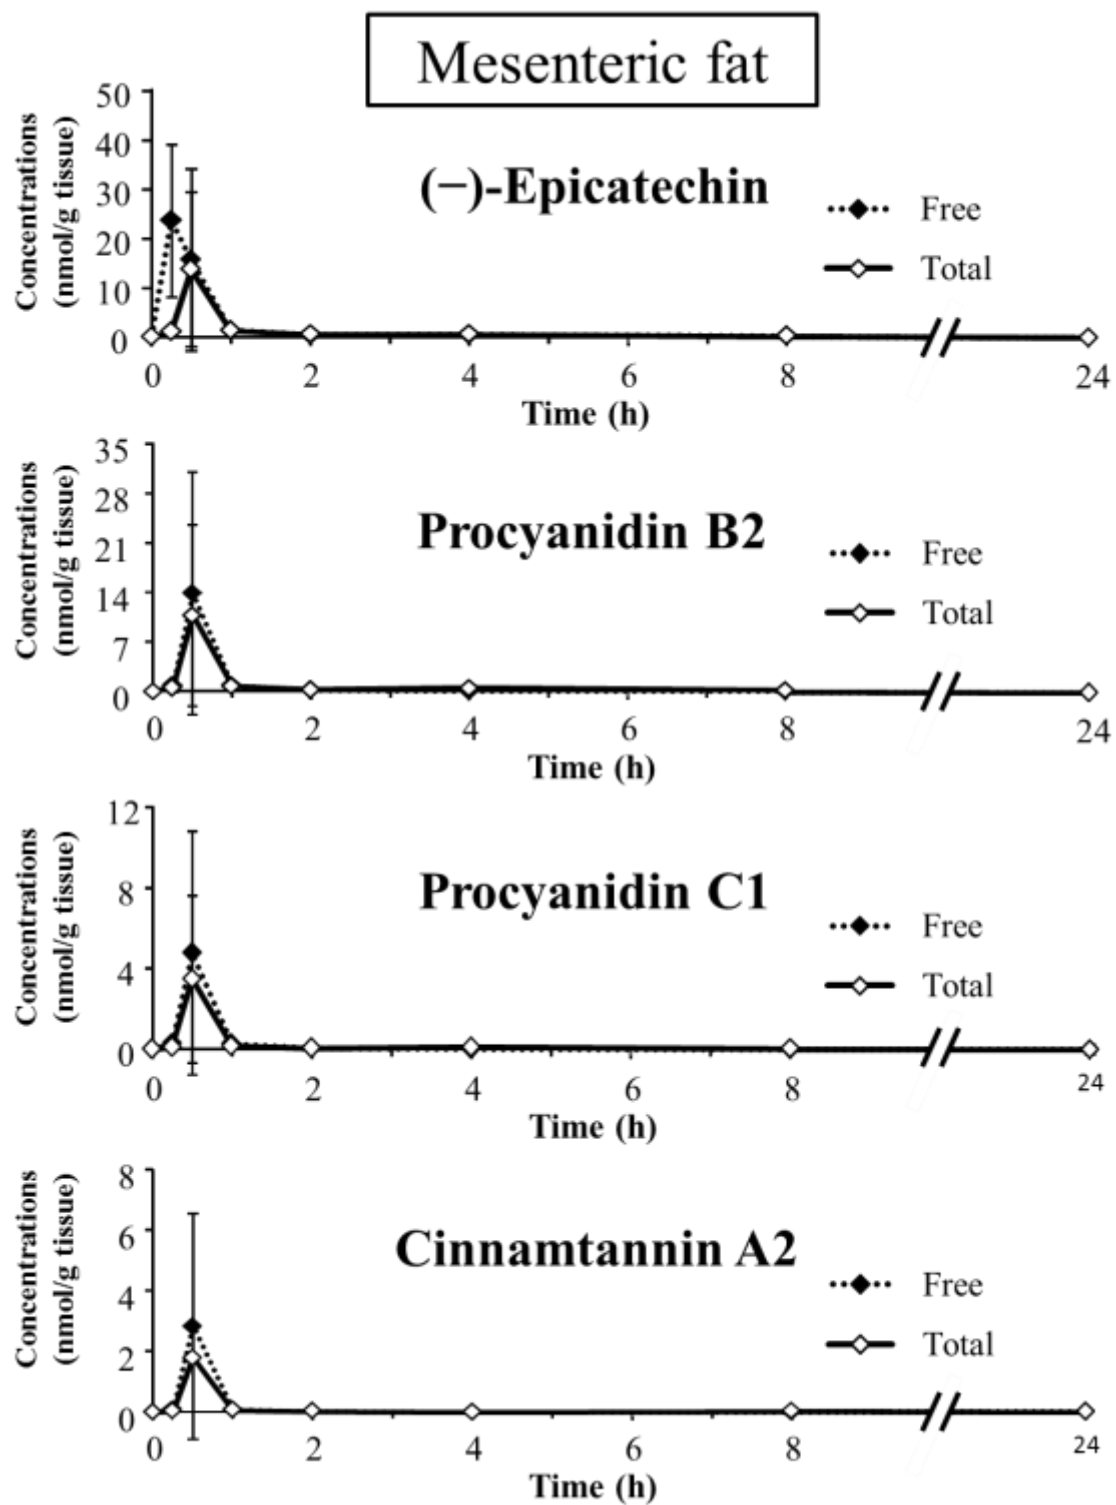 Mesenteric fat
Concentrations
(nmol/g tissue)
50
40
30
20
10
0
(−)-Epicatechin
Free
Total
0 2 4 6 8 24
Time (h)
Concentrations
(nmol/g tissue)
35
28
21
14
7
0
Procyanidin B2
Free
Total
0 2 4 6 8 24
Time (h)
Concentrations
(nmol/g tissue)
12
8
4
0
Procyanidin C1
Free
Total
0 2 4 6 8 24
Time (h)
Concentrations
(nmol/g tissue)
8
6
4
2
0
Cinnamtannin A2
Free
Total
0 2 4 6 8 24
Time (h)